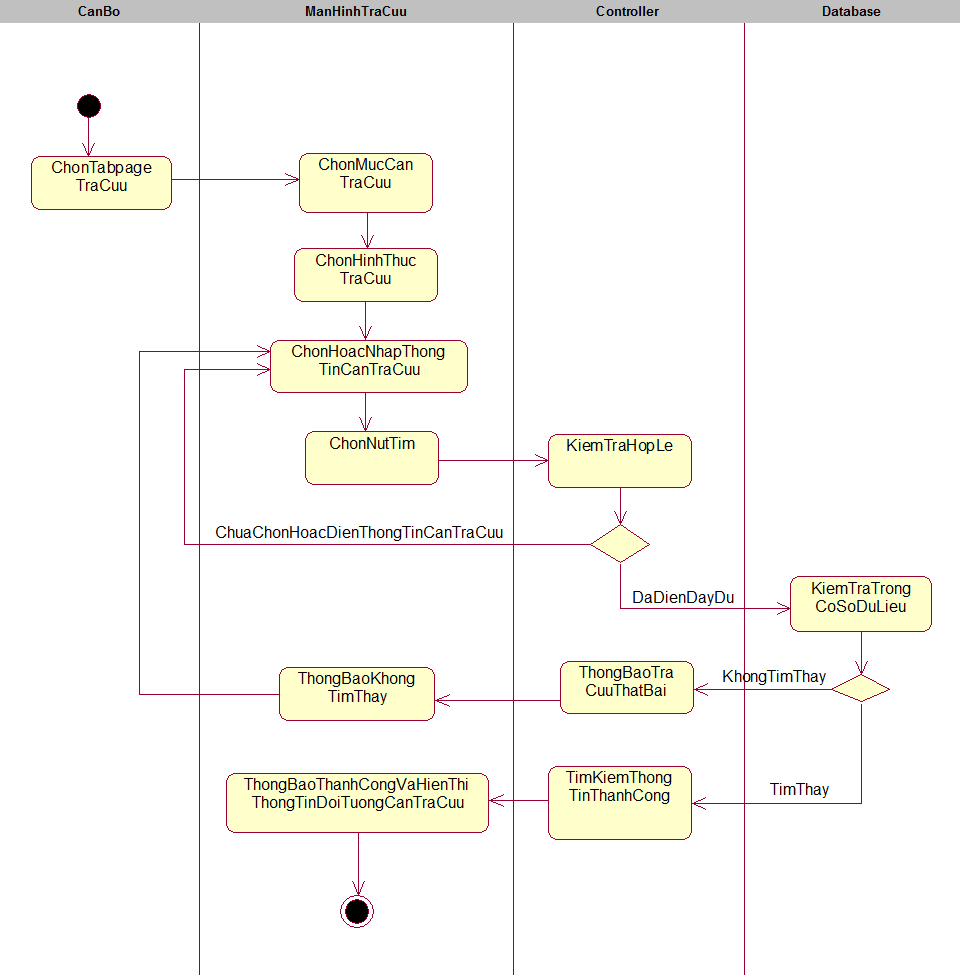 CanBo
ManHinhTraCuu
Controller
Database
ChonTabpage
TraCuu
ChonMucCan
TraCuu
ChonHinhThuc
TraCuu
ChonHoacNhapThong
TinCanTraCuu
ChonNutTim
KiemTraHopLe
ChuaChonHoacDienThongTinCanTraCuu
DaDienDayDu
KiemTraTrong
CoSoDuLieu
KhongTimThay
ThongBaoTra
CuuThatBai
ThongBaoKhong
TimThay
TimThay
TimKiemThong
TinThanhCong
ThongBaoThanhCongVaHienThi
ThongTinDoiTuongCanTraCuu